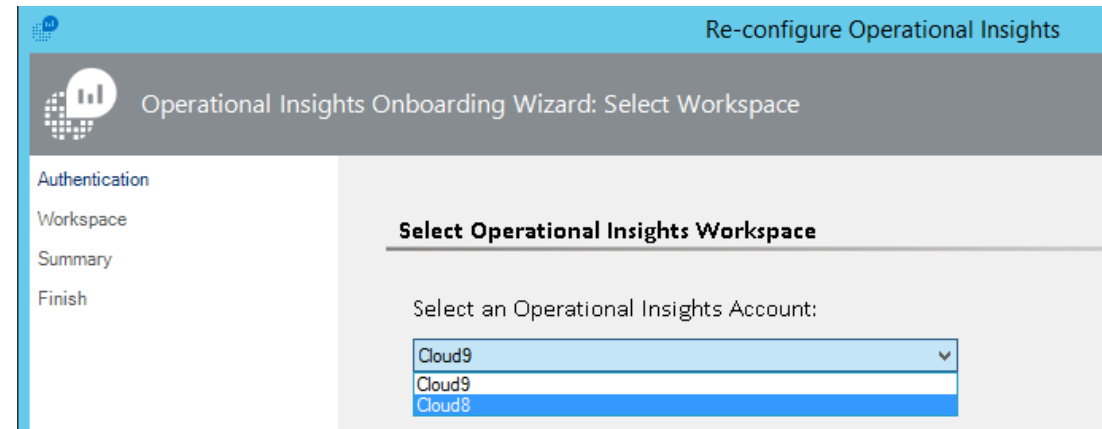 Re-configure Operational Insights
Operational Insights Onboarding Wizard: Select Workspace
Authentication
Workspace
Summary
Finish
Select Operational Insights Workspace
Select an Operational Insights Account:
Cloud9
Cloud9
Cloud8